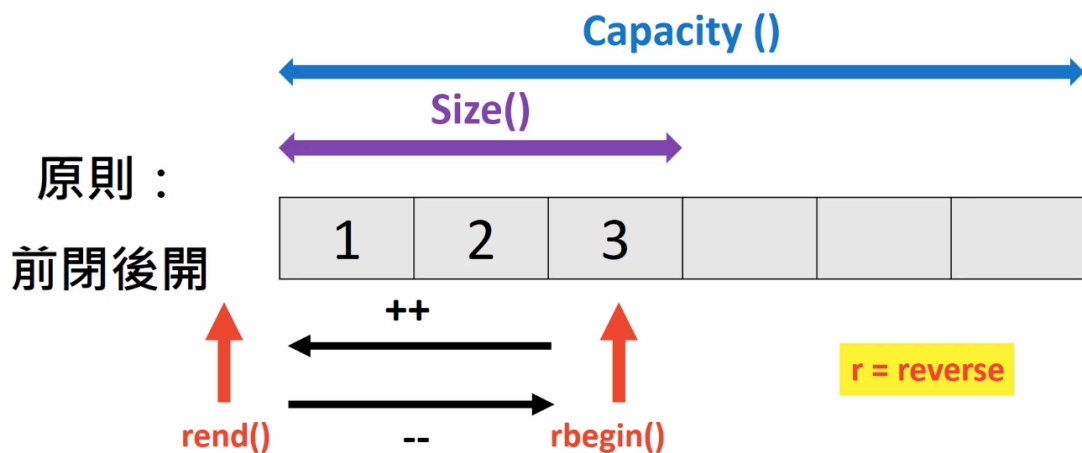 Capacity ()
Size()
原則：
前閉後開
1 2 3
++
r = reverse
--
rend()
rbegin()